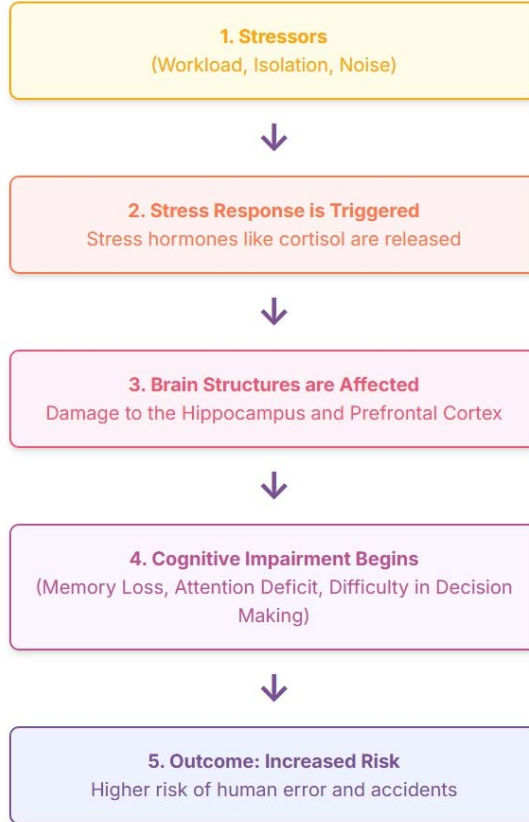 1. Stressors
(Workload, Isolation, Noise)
2. Stress Response is Triggered
Stress hormones like cortisol are released
3. Brain Structures are Affected
Damage to the Hippocampus and Prefrontal Cortex
4. Cognitive Impairment Begins
(Memory Loss, Attention Deficit, Difficulty in Decision
Making)
5. Outcome: Increased Risk
Higher risk of human error and accidents